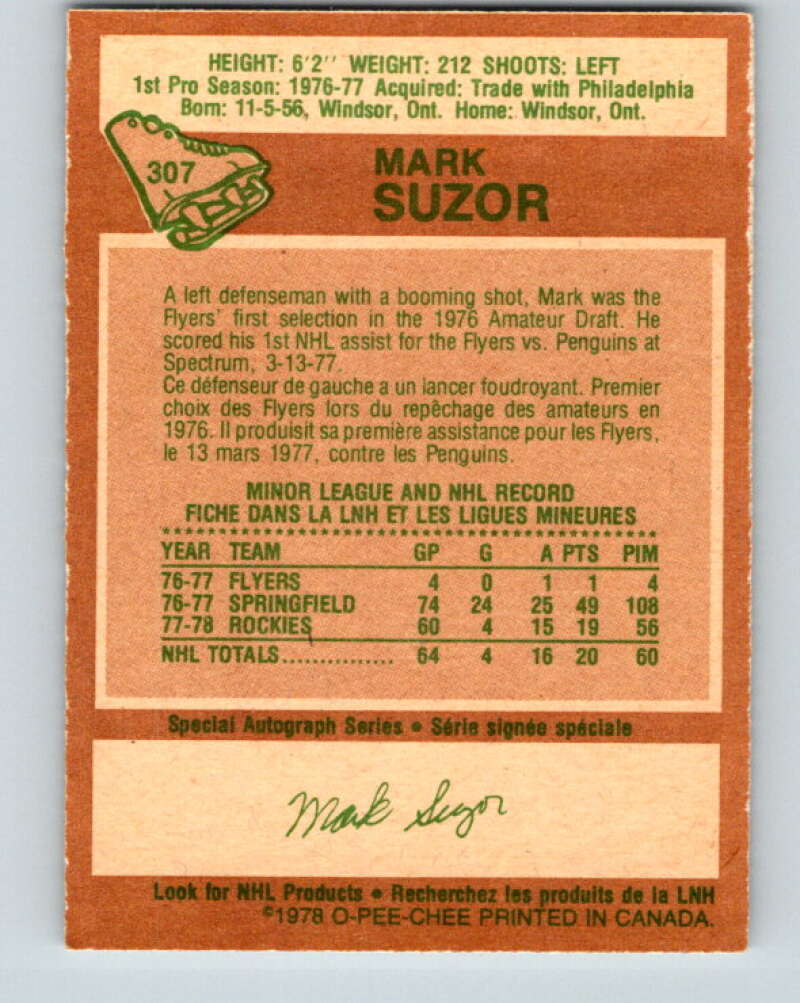 HEIGHT: 6'2'' WEIGHT: 212 SHOOTS: LEFT
1st Pro Season: 1976-77 Acquired: Trade with Philadelphia
Born: 11-5-56, Windsor, Ont. Home: Windsor, Ont.
307
MARK
SUZOR
A left defenseman with a booming shot, Mark was the
Flyers' first selection in the 1976 Amateur Draft. He
scored his 1st NHL assist for the Flyers vs. Penguins at
Spectrum, 3-13-77.
Ce défenseur de gauche a un lancer foudroyant. Premier
choix des Flyers lors du repêchage des amateurs en
1976. Il produisit sa première assistance pour les Flyers,
le 13 mars 1977, contre les Penguins.
MINOR LEAGUE AND NHL RECORD
FICHE DANS LA LNH ET LES LIGUES MINEURES
YEAR TEAM GP G A PTS PIM
76-77 FLYERS 4 0 1 1 4
76-77 SPRINGFIELD 74 24 25 49 108
77-78 ROCKIES 60 4 15 19 56
NHL TOTALS............... 64 4 16 20 60
Special Autograph Series • Série signée spéciale
Mark Suzor
Look for NHL Products • Recherchez les produits de la LNH
©1978 O-PEE-CHEE PRINTED IN CANADA.